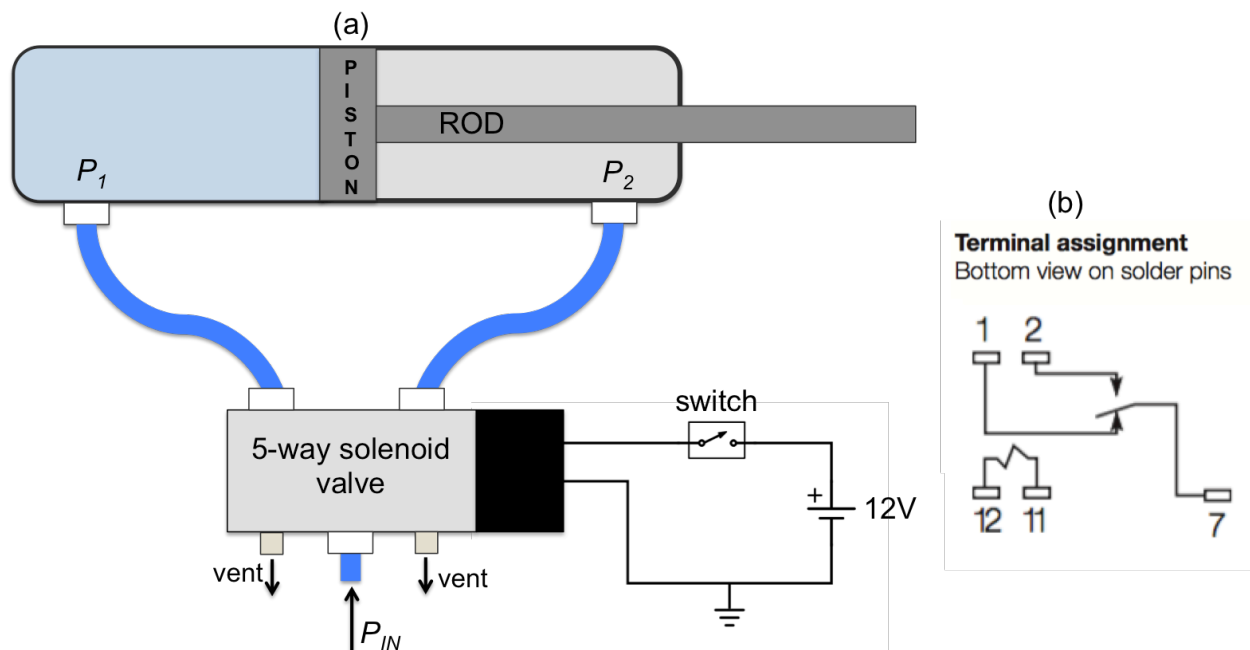 (a)
PISTON
ROD
P1
P2
(b)
Terminal assignment
Bottom view on solder pins
1 2
12 11
7
switch
5-way solenoid
valve
+
12V
vent
vent
PIN